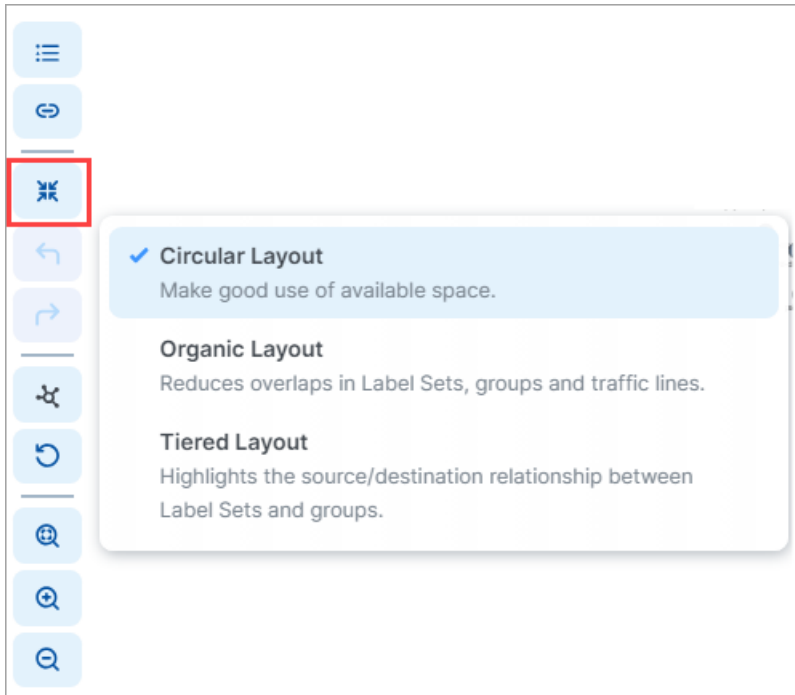 Circular Layout
Make good use of available space.
Organic Layout
Reduces overlaps in Label Sets, groups and traffic lines.
Tiered Layout
Highlights the source/destination relationship between
Label Sets and groups.